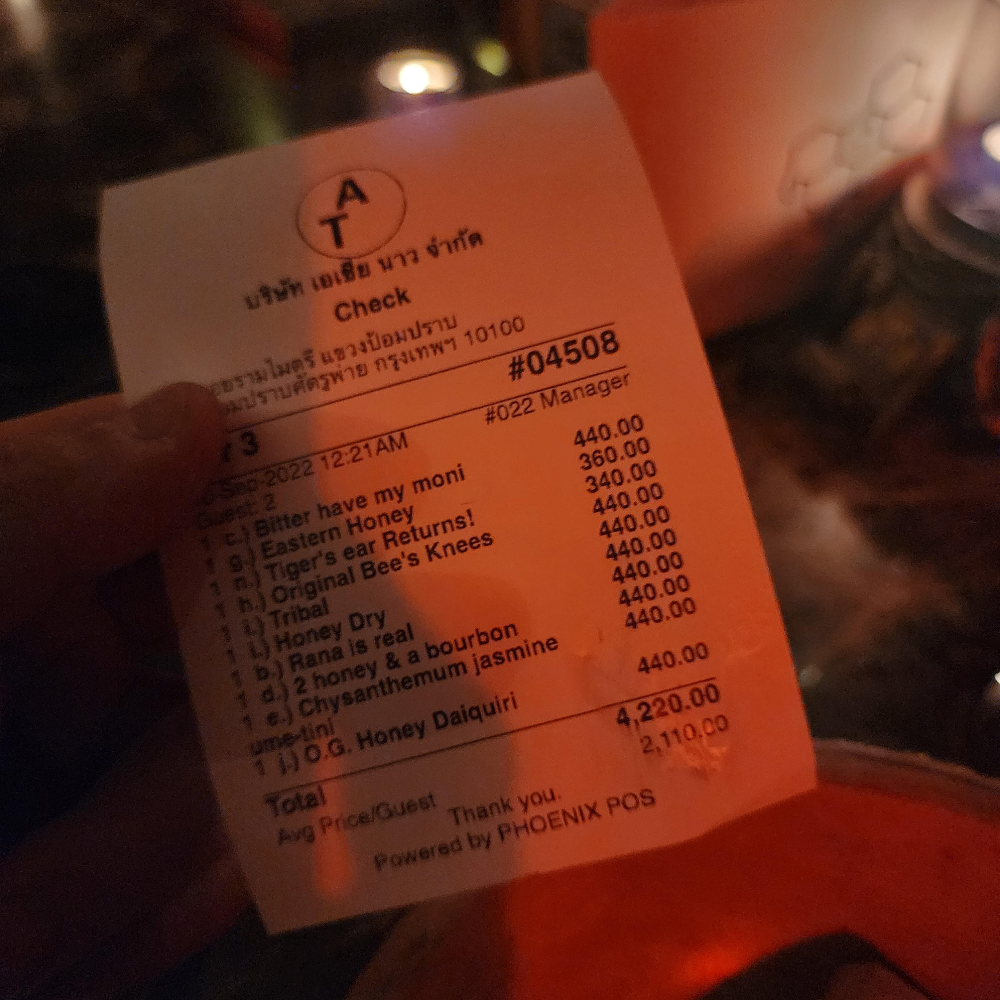 A
T
บริษัท เอเชีย นาว จำกัด
Check
แขวงป้อมปราบ
กรุงเทพฯ 10100
#04508
3
#022 Manager
Sep-2022 12:21AM
Guest: 2
1 c.) Bitter have my moni 440.00
1 g.) Eastern Honey 360.00
1 n.) Tiger's ear Returns! 340.00
1 h.) Original Bee's Knees 440.00
1 i.) Tribal 440.00
1 Honey Dry 440.00
1 b.) Rana is real 440.00
1 d.) 2 honey & a bourbon 440.00
1 e.) Chysanthemum jasmine 440.00
ume-tini
1 j.) O.G. Honey Daiquiri 440.00
Total 4,220.00
Avg Price/Guest 2,110.00
Thank you.
Powered by PHOENIX POS